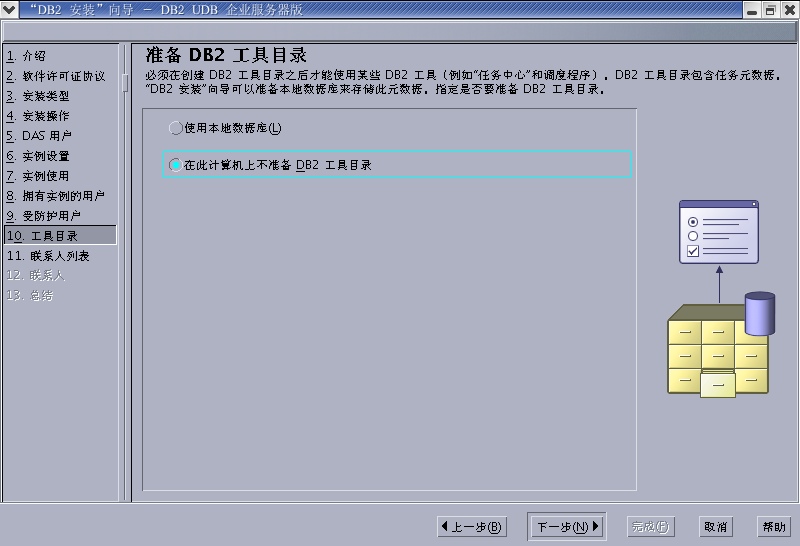 “DB2 安装”向导 － DB2 UDB 企业服务器版
1. 介绍
2. 软件许可证协议
3. 安装类型
4. 安装操作
5. DAS 用户
6. 实例设置
7. 实例使用
8. 拥有实例的用户
9. 受防护用户
10. 工具目录
11. 联系人列表
12. 联系人
13. 总结
准备 DB2 工具目录
必须在创建 DB2 工具目录之后才能使用某些 DB2 工具（例如“任务中心”和调度程序）。DB2 工具目录包含任务元数据。
“DB2 安装”向导可以准备本地数据库来存储此元数据。指定是否要准备 DB2 工具目录。
使用本地数据库(L)
在此计算机上不准备 DB2 工具目录
上一步(B)
下一步(N)
完成(F)
取消
帮助